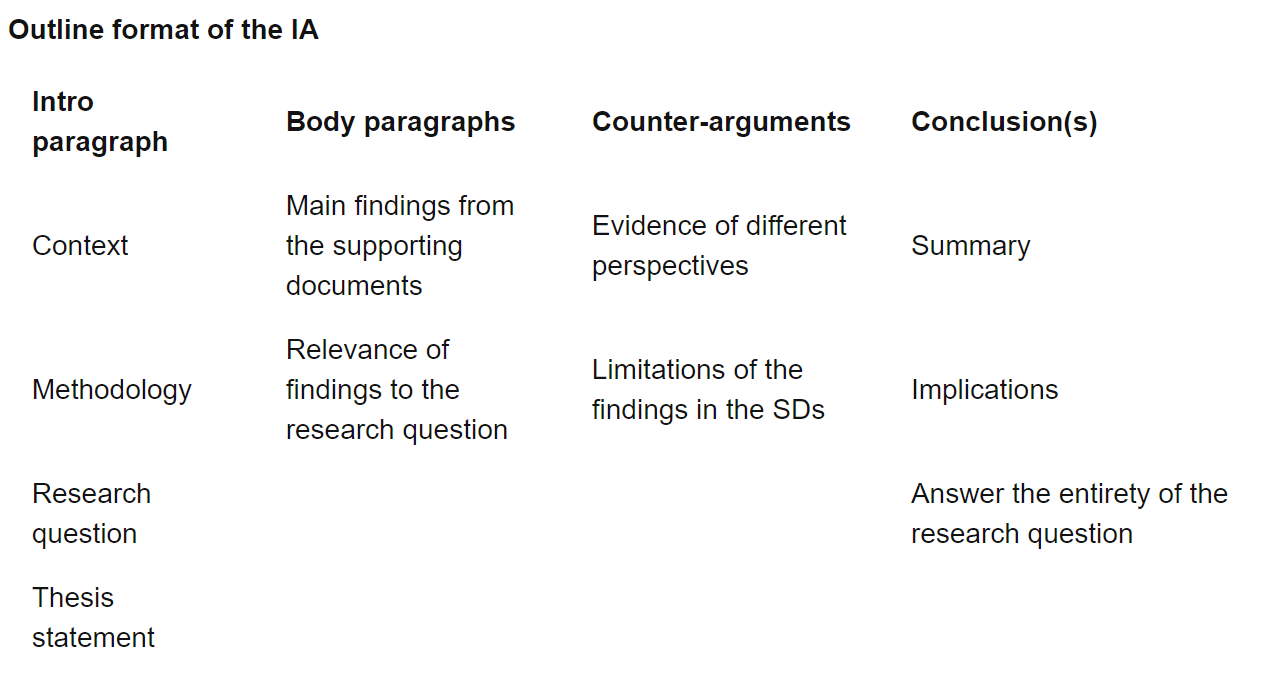 Outline format of the IA
Intro
paragraph
Body paragraphs
Counter-arguments
Conclusion(s)
Context
Main findings from
the supporting
documents
Evidence of different
perspectives
Summary
Methodology
Relevance of
findings to the
research question
Limitations of the
findings in the SDs
Implications
Research
question
Answer the entirety of the
research question
Thesis
statement